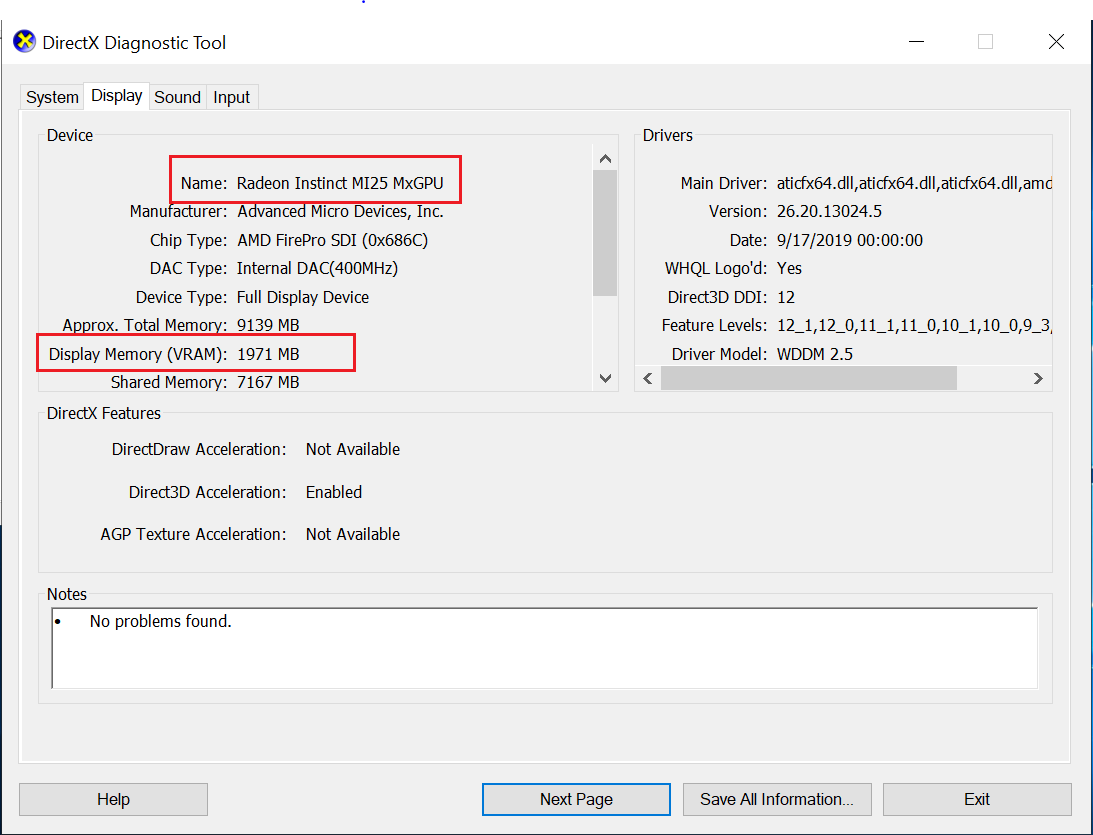 DirectX Diagnostic Tool
System Display Sound Input
Device
Name: Radeon Instinct MI25 MxGPU
Manufacturer: Advanced Micro Devices, Inc.
Chip Type: AMD FirePro SDI (0x686C)
DAC Type: Internal DAC(400MHz)
Device Type: Full Display Device
Approx. Total Memory: 9139 MB
Display Memory (VRAM): 1971 MB
Shared Memory: 7167 MB
Drivers
Main Driver: aticfx64.dll,aticfx64.dll,aticfx64.dll,amd
Version: 26.20.13024.5
Date: 9/17/2019 00:00:00
WHQL Logo'd: Yes
Direct3D DDI: 12
Feature Levels: 12_1,12_0,11_1,11_0,10_1,10_0,9_3,
Driver Model: WDDM 2.5
DirectX Features
DirectDraw Acceleration: Not Available
Direct3D Acceleration: Enabled
AGP Texture Acceleration: Not Available
Notes
• No problems found.
Help Next Page Save All Information... Exit